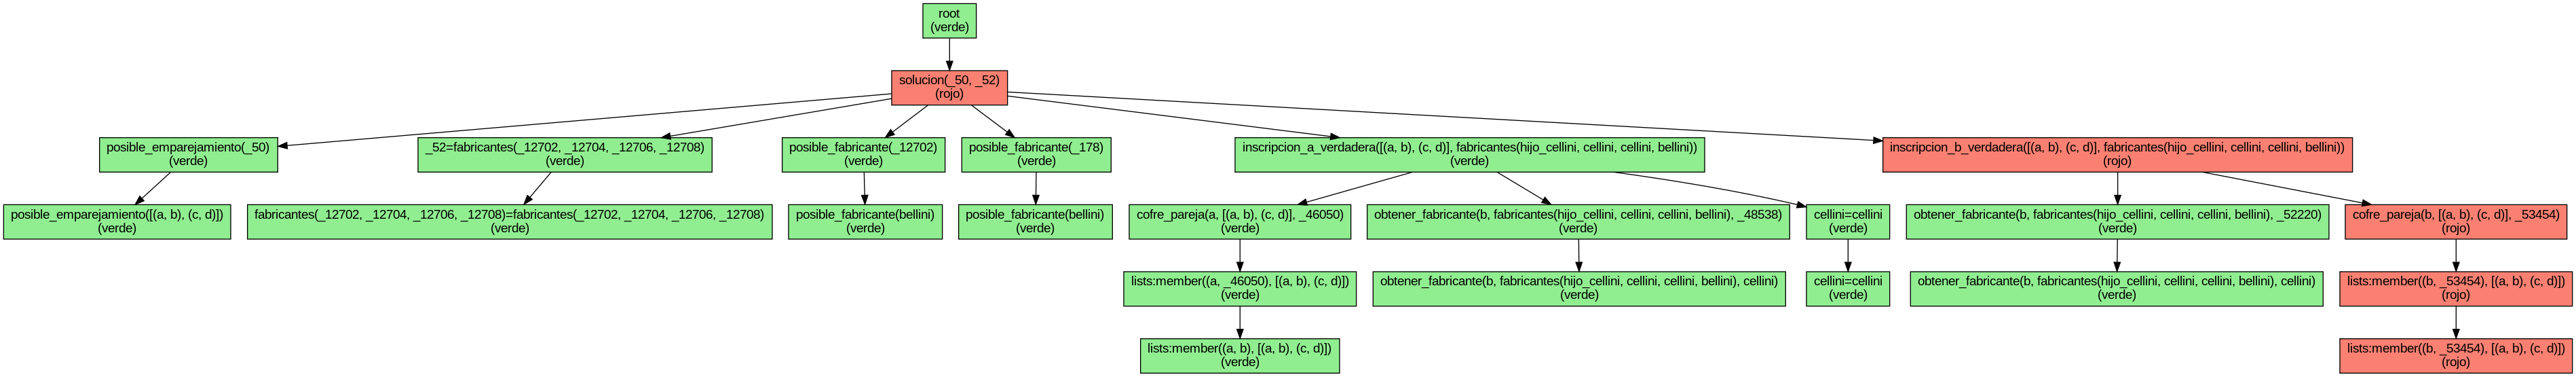 root
(verde)
solucion(_50, _52)
(rojo)
posible_emparejamiento(_50)
(verde)
_52=fabricantes(_12702, _12704, _12706, _12708)
(verde)
posible_fabricante(_12702)
(verde)
posible_fabricante(_178)
(verde)
inscripcion_a_verdadera([(a, b), (c, d)], fabricantes(hijo_cellini, cellini, cellini, bellini))
(verde)
inscripcion_b_verdadera([(a, b), (c, d)], fabricantes(hijo_cellini, cellini, cellini, bellini))
(rojo)
posible_emparejamiento([(a, b), (c, d)])
(verde)
fabricantes(_12702, _12704, _12706, _12708)=fabricantes(_12702, _12704, _12706, _12708)
(verde)
posible_fabricante(bellini)
(verde)
posible_fabricante(bellini)
(verde)
cofre_pareja(a, [(a, b), (c, d)], _46050)
(verde)
obtener_fabricante(b, fabricantes(hijo_cellini, cellini, cellini, bellini), _48538)
(verde)
cellini=cellini
(verde)
obtener_fabricante(b, fabricantes(hijo_cellini, cellini, cellini, bellini), _52220)
(verde)
cofre_pareja(b, [(a, b), (c, d)], _53454)
(rojo)
lists:member((a, _46050), [(a, b), (c, d)])
(verde)
obtener_fabricante(b, fabricantes(hijo_cellini, cellini, cellini, bellini), cellini)
(verde)
cellini=cellini
(verde)
obtener_fabricante(b, fabricantes(hijo_cellini, cellini, cellini, bellini), cellini)
(verde)
lists:member((b, _53454), [(a, b), (c, d)])
(rojo)
lists:member((a, b), [(a, b), (c, d)])
(verde)
lists:member((b, _53454), [(a, b), (c, d)])
(rojo)